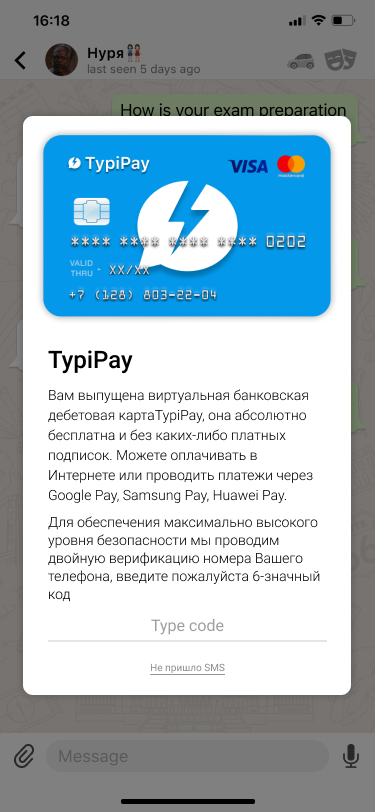 16:18
Нуря
last seen 5 days ago
How is your exam preparation
TypiPay
VISA
mastercard
**** **** **** **** 0202
VALID
THRU
XX/XX
+7 (128) 803-22-04
TypiPay
Вам выпущена виртуальная банковская
дебетовая картаTypiPay, она абсолютно
бесплатна и без каких-либо платных
подписок. Можете оплачивать в
Интернете или проводить платежи через
Google Pay, Samsung Pay, Huawei Pay.
Для обеспечения максимально высокого
уровня безопасности мы проводим
двойную верификацию номера Вашего
телефона, введите пожалуйста 6-значный
код
Type code
Не пришло SMS
Message